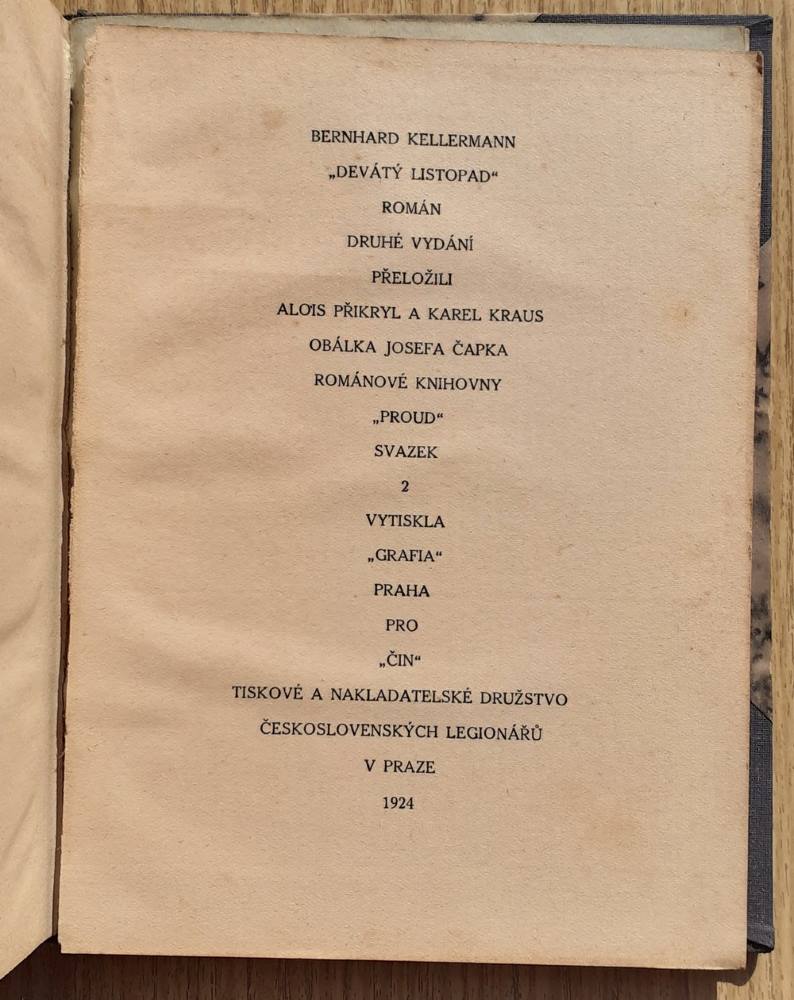 BERNHARD KELLERMANN
„DEVÁTÝ LISTOPAD“
ROMÁN
DRUHÉ VYDÁNÍ
PŘELOŽILI
ALOIS PŘIKRYL A KAREL KRAUS
OBÁLKA JOSEFA ČAPKA
ROMÁNOVÉ KNIHOVNY
„PROUD“
SVAZEK
2
VYTISKLA
„GRAFIA“
PRAHA
PRO
„ČIN“
TISKOVÉ A NAKLADATELSKÉ DRUŽSTVO
ČESKOSLOVENSKÝCH LEGIONÁŘŮ
V PRAZE
1924